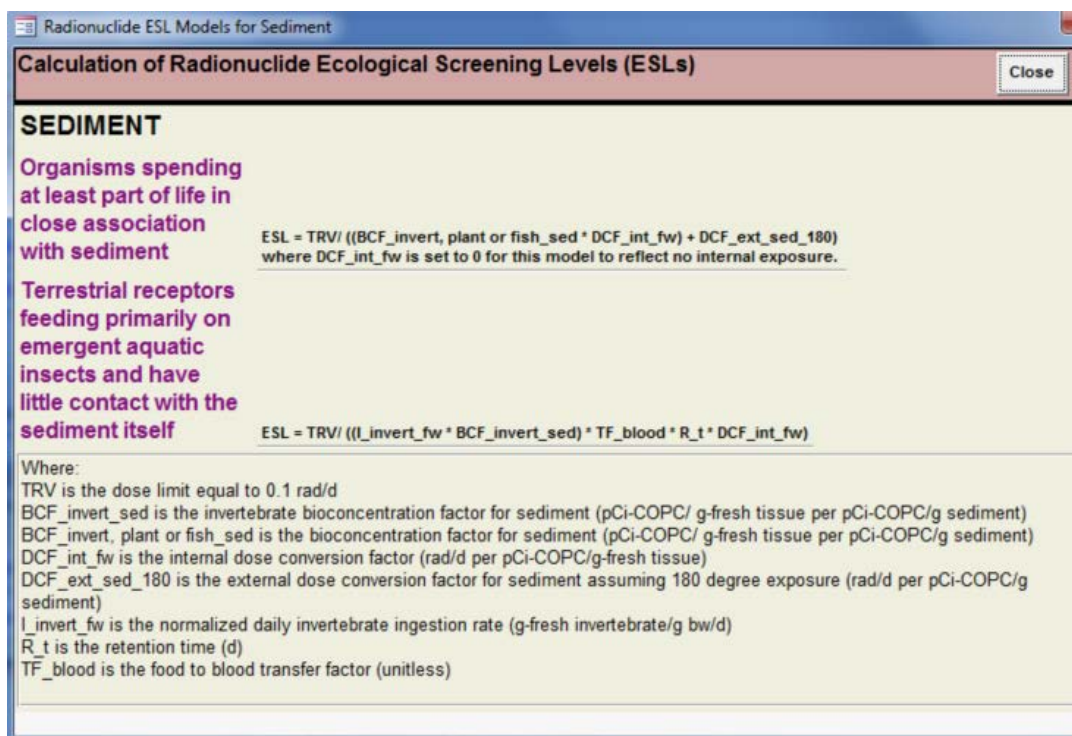 Radionuclide ESL Models for Sediment
Calculation of Radionuclide Ecological Screening Levels (ESLs)
Close
SEDIMENT
Organisms spending
at least part of life in
close association
with sediment
ESL = TRV/ ((BCF_invert, plant or fish_sed * DCF_int_fw) + DCF_ext_sed_180)
where DCF_int_fw is set to 0 for this model to reflect no internal exposure.
Terrestrial receptors
feeding primarily on
emergent aquatic
insects and have
little contact with the
sediment itself
ESL = TRV/ ((I_invert_fw * BCF_invert_sed) * TF_blood * R_t * DCF_int_fw)
Where:
TRV is the dose limit equal to 0.1 rad/d
BCF_invert_sed is the invertebrate bioconcentration factor for sediment (pCi-COPC/ g-fresh tissue per pCi-COPC/g sediment)
BCF_invert, plant or fish_sed is the bioconcentration factor for sediment (pCi-COPC/ g-fresh tissue per pCi-COPC/g sediment)
DCF_int_fw is the internal dose conversion factor (rad/d per pCi-COPC/g-fresh tissue)
DCF_ext_sed_180 is the external dose conversion factor for sediment assuming 180 degree exposure (rad/d per pCi-COPC/g
sediment)
I_invert_fw is the normalized daily invertebrate ingestion rate (g-fresh invertebrate/g bw/d)
R_t is the retention time (d)
TF_blood is the food to blood transfer factor (unitless)